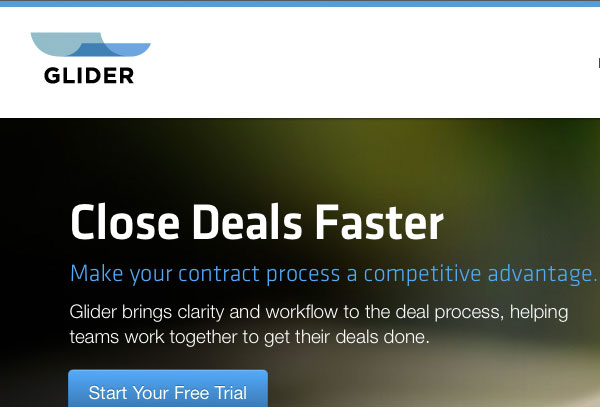 GLIDER
Close Deals Faster
Make your contract process a competitive advantage.
Glider brings clarity and workflow to the deal process, helping
teams work together to get their deals done.
Start Your Free Trial